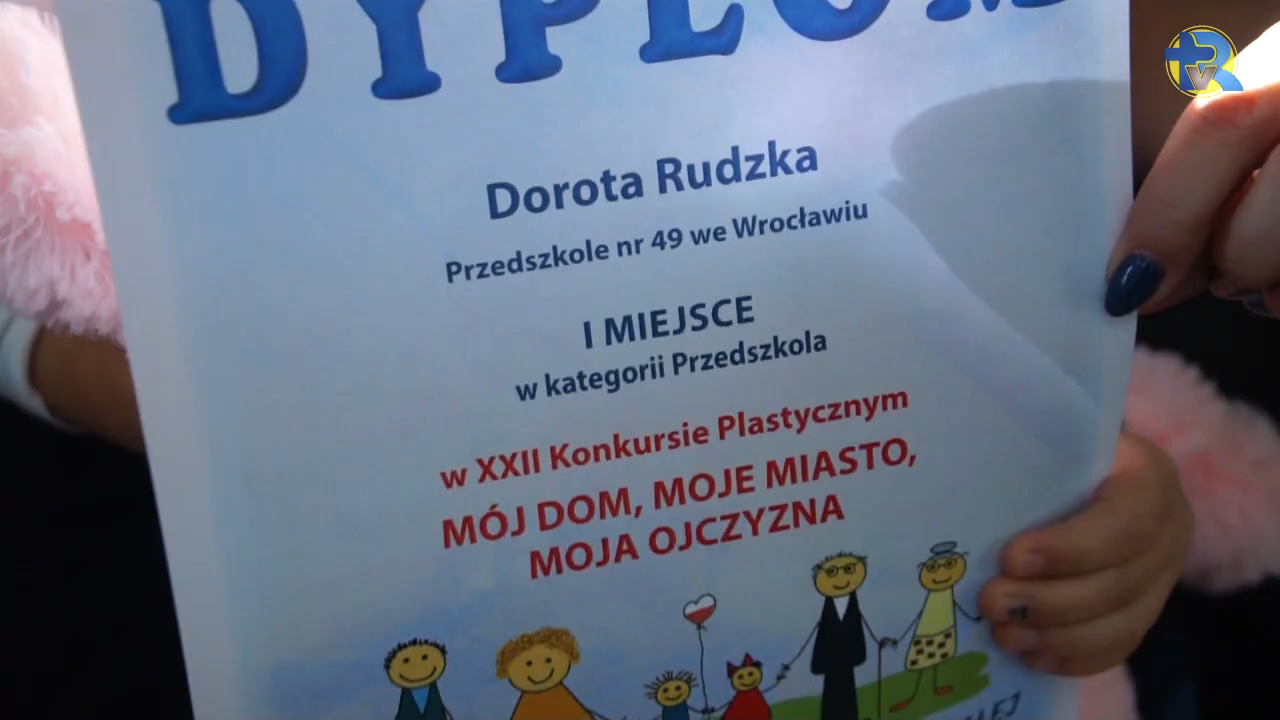 DYPLOM
Dorota Rudzka
Przedszkole nr 49 we Wrocławiu
I MIEJSCE
w kategorii Przedszkola
w XXII Konkursie Plastycznym
MÓJ DOM, MOJE MIASTO,
MOJA OJCZYZNA